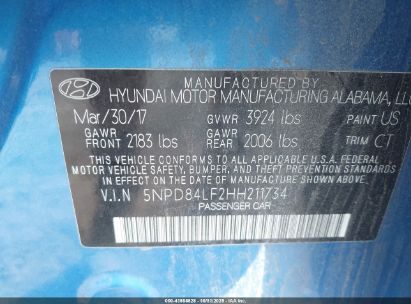 MANUFACTURED BY
HYUNDAI MOTOR MANUFACTURING ALABAMA, LLC
Mar/30/17 GVWR 3924 lbs PAINT US
GAWR FRONT 2183 lbs GAWR REAR 2006 lbs TRIM CT
THIS VEHICLE CONFORMS TO ALL APPLICABLE U.S. FEDERAL
MOTOR VEHICLE SAFETY, BUMPER, AND THEFT PREVENTION
STANDARDS IN EFFECT ON THE DATE OF MANUFACTURE SHOWN ABOVE.
V.I.N 5NPD84LF2HH211734
PASSENGER CAR